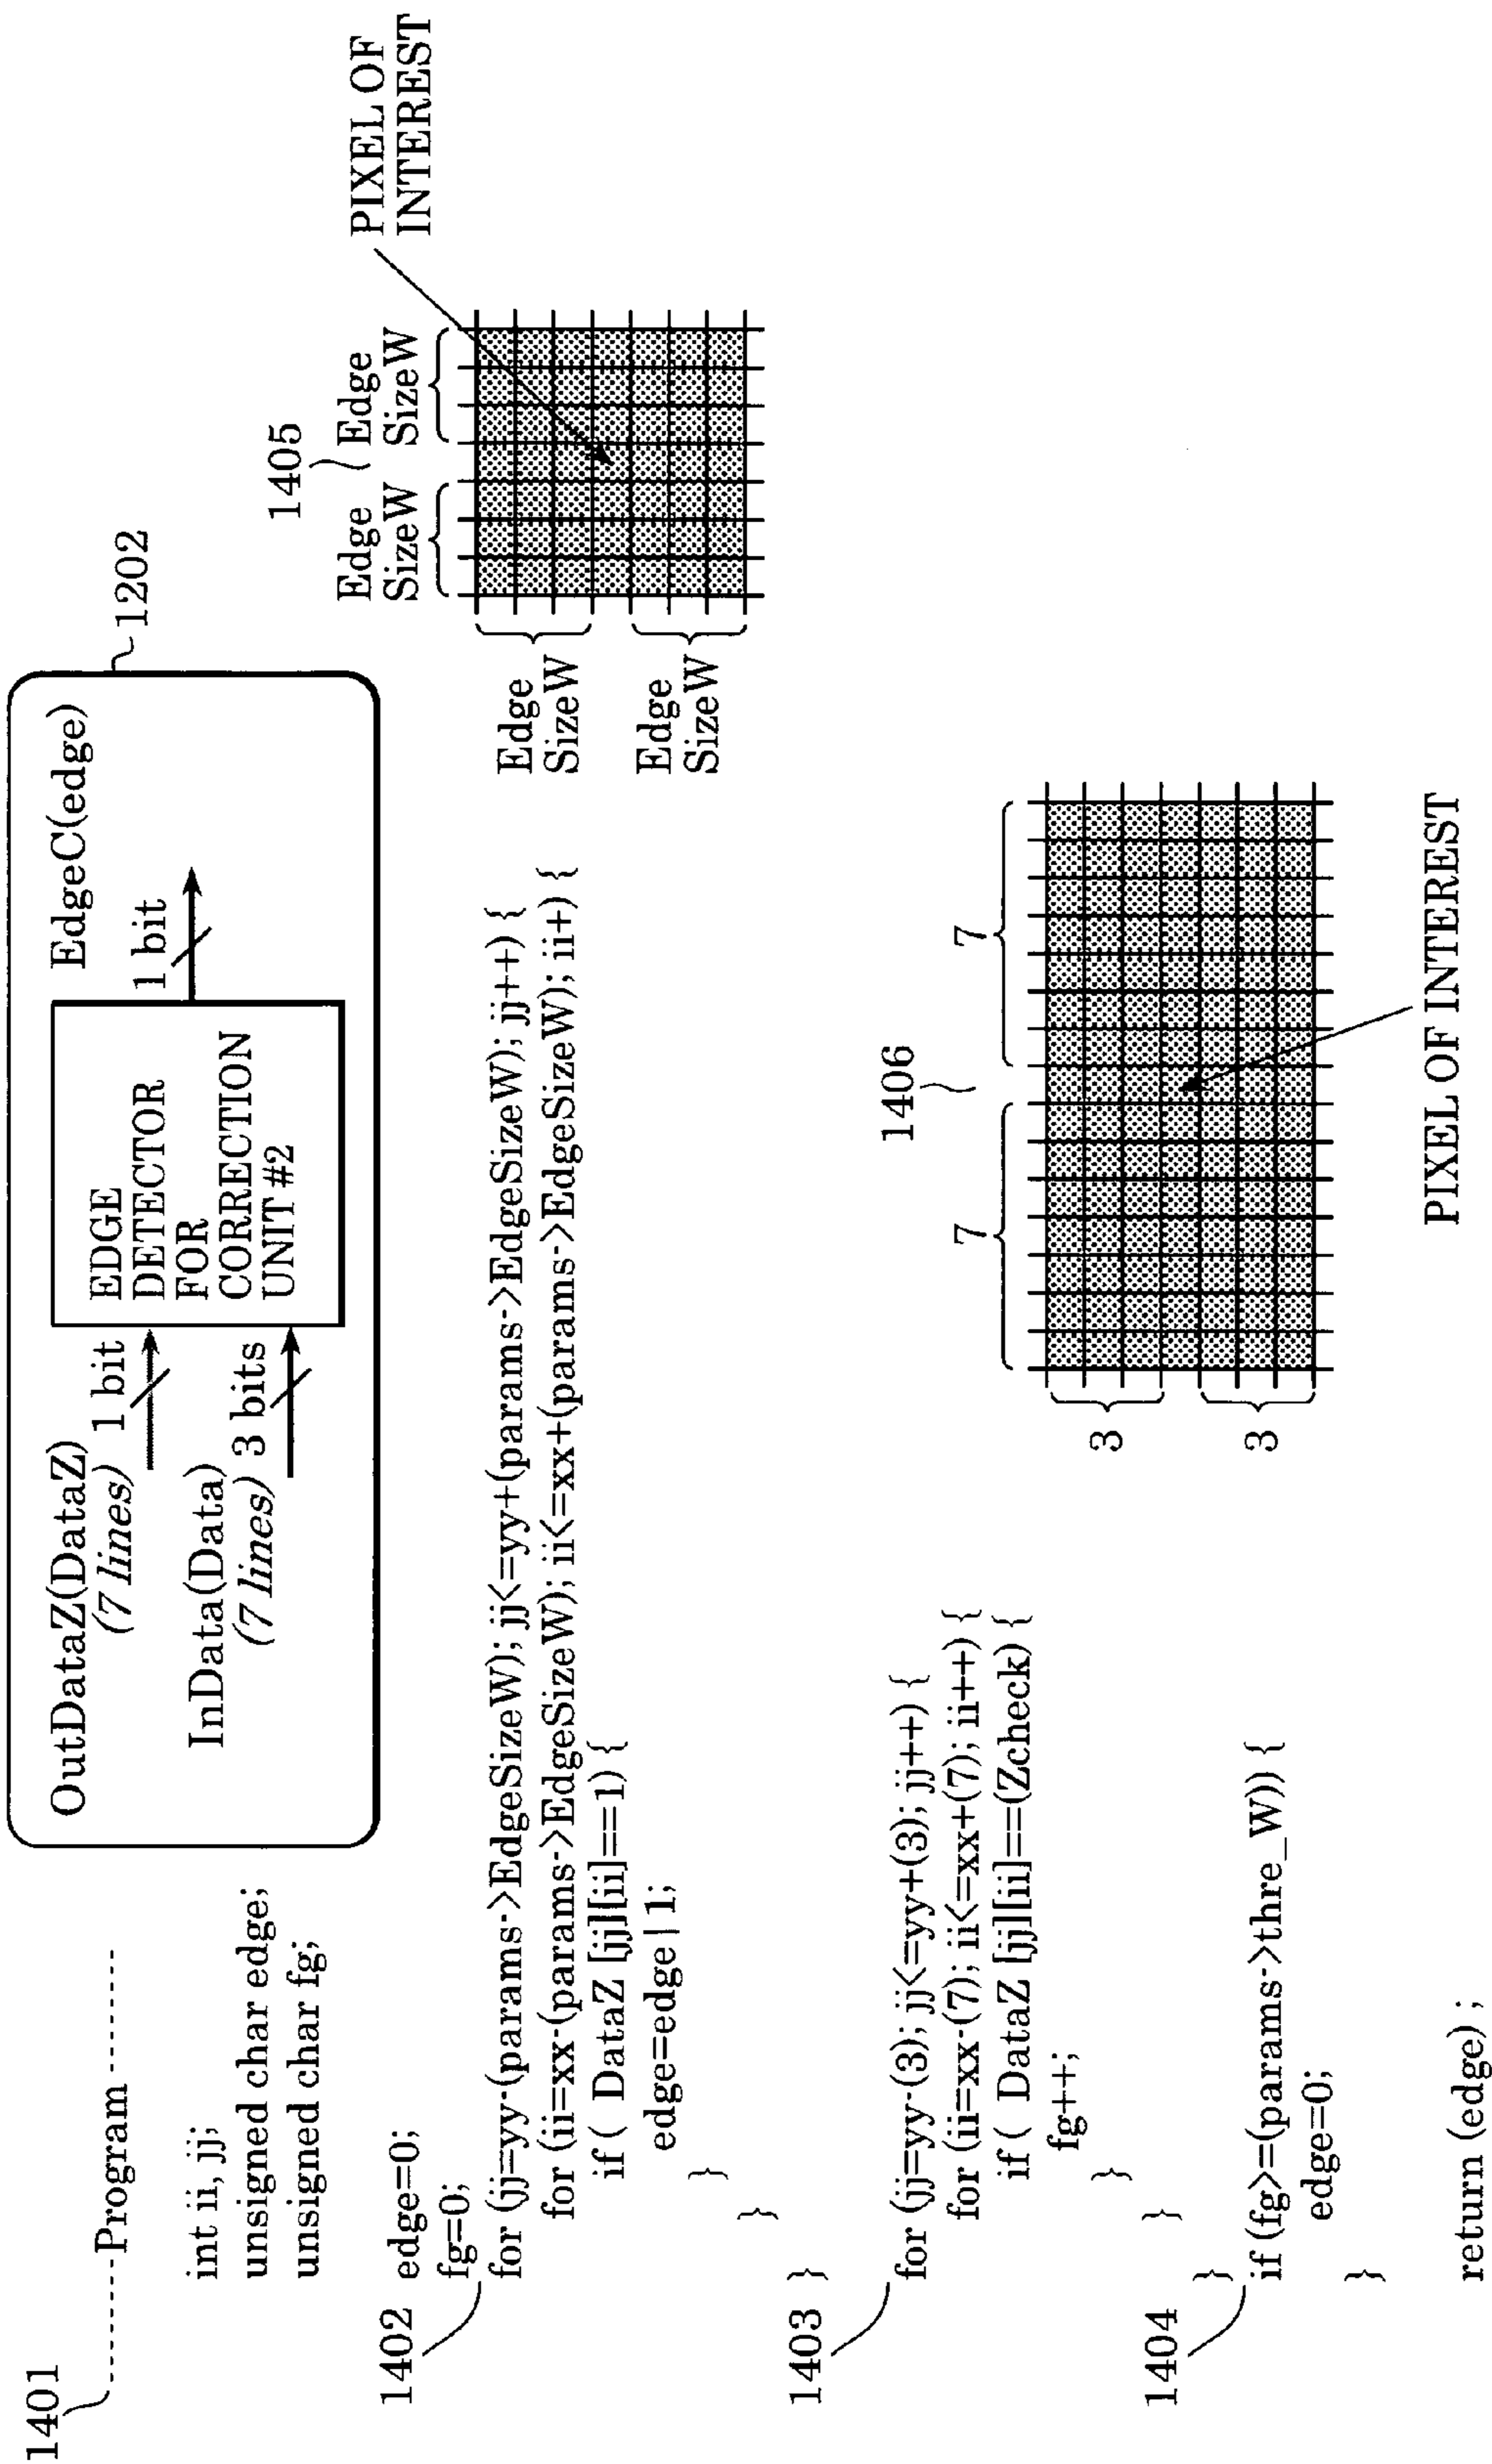 1401
-------Program-------
int ii, jj;
unsigned char edge;
unsigned char fg;
OutDataZ(DataZ)
(7 lines)
1 bit
InData(Data)
(7 lines)
3 bits
EDGE
DETECTOR
FOR
CORRECTION
UNIT #2
EdgeC(edge)
1 bit
1202
edge=0;
fg=0;
1402
for (jj=yy-(params->EdgeSizeW); jj<=yy+(params->EdgeSizeW); jj++) {
for (ii=xx-(params->EdgeSizeW); ii<=xx+(params->EdgeSizeW); ii+) {
if ( DataZ [jj][ii]==1) {
edge=edge|1;
}
}
}
1405
Edge
SizeW
Edge
SizeW
Edge
SizeW
Edge
SizeW
PIXEL OF
INTEREST
1403
for (jj=yy-(3); jj<=yy+(3); jj++) {
for (ii=xx-(7); ii<=xx+(7); ii++) {
if ( DataZ [jj][ii]==(Zcheck) {
fg++;
}
}
}
1406
7
7
3
3
PIXEL OF INTEREST
1404
if (fg>=(params->thre_W)) {
edge=0;
}
return (edge) ;